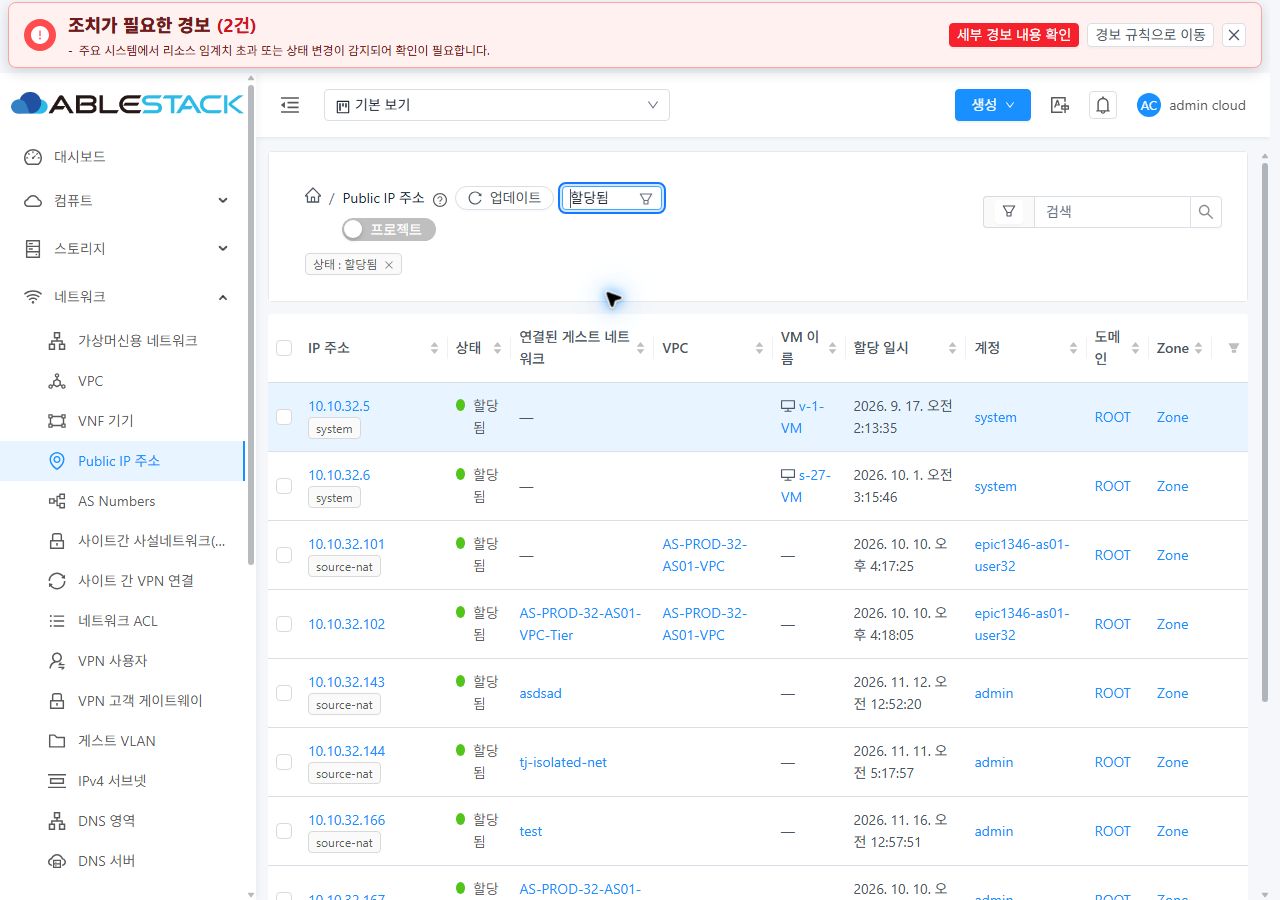 조치가 필요한 경보 (2건)
- 주요 시스템에서 리소스 임계치 초과 또는 상태 변경이 감지되어 확인이 필요합니다.
세부 경보 내용 확인
경보 규칙으로 이동
ABLESTACK
기본 보기
생성
AC
admin cloud
대시보드
컴퓨트
스토리지
네트워크
가상머신용 네트워크
VPC
VNF 기기
Public IP 주소
AS Numbers
사이트간 사설네트워크(...
사이트 간 VPN 연결
네트워크 ACL
VPN 사용자
VPN 고객 게이트웨이
게스트 VLAN
IPv4 서브넷
DNS 영역
DNS 서버
/ Public IP 주소
업데이트
할당됨
프로젝트
상태 : 할당됨
검색
IP 주소
상태
연결된 게스트 네트
워크
VPC
VM 이
름
할당 일시
계정
도메
인
Zone
10.10.32.5
system
할당
됨
—
v-1-
VM
2026. 9. 17. 오전
2:13:35
system
ROOT
Zone
10.10.32.6
system
할당
됨
—
s-27-
VM
2026. 10. 1. 오전
3:15:46
system
ROOT
Zone
10.10.32.101
source-nat
할당
됨
—
AS-PROD-32-
AS01-VPC
—
2026. 10. 10. 오
후 4:17:25
epic1346-as01-
user32
ROOT
Zone
10.10.32.102
할당
됨
AS-PROD-32-AS01-
VPC-Tier
AS-PROD-32-
AS01-VPC
—
2026. 10. 10. 오
후 4:18:05
epic1346-as01-
user32
ROOT
Zone
10.10.32.143
source-nat
할당
됨
asdsad
—
2026. 11. 12. 오
전 12:52:20
admin
ROOT
Zone
10.10.32.144
source-nat
할당
됨
tj-isolated-net
—
2026. 11. 11. 오
전 5:17:57
admin
ROOT
Zone
10.10.32.166
source-nat
할당
됨
test
—
2026. 11. 16. 오
전 12:57:51
admin
ROOT
Zone
10.10.32.167
할당
AS-PROD-32-AS01-
2026. 10. 10. 오
admin
ROOT
Zone